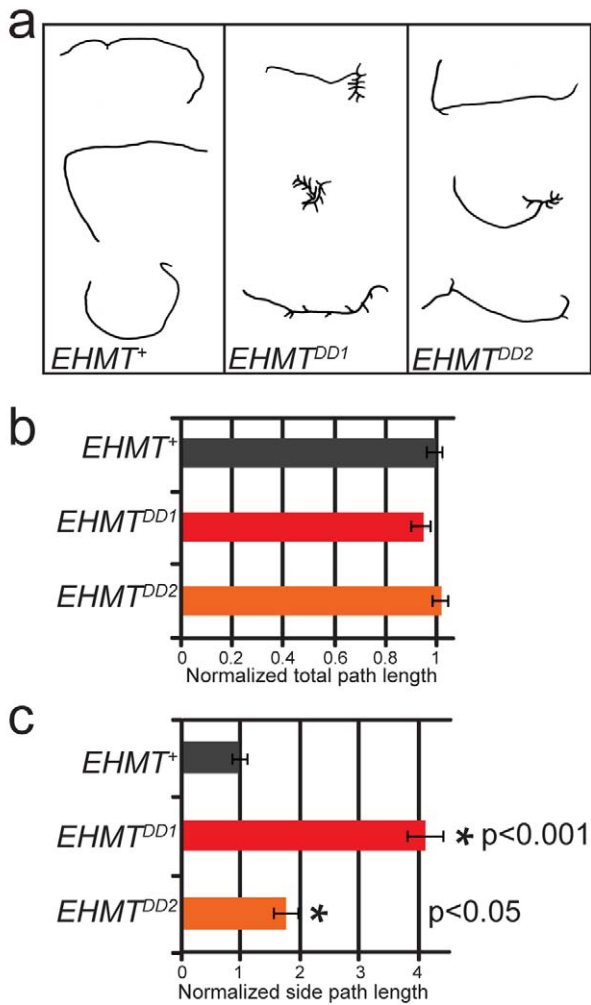 a
EHMT⁺ EHMTᴰᴰ¹ EHMTᴰᴰ²
b
EHMT⁺
EHMTᴰᴰ¹
EHMTᴰᴰ²
0 0.2 0.4 0.6 0.8 1
Normalized total path length
c
EHMT⁺
EHMTᴰᴰ¹ * p<0.001
EHMTᴰᴰ² * p<0.05
0 1 2 3 4
Normalized side path length